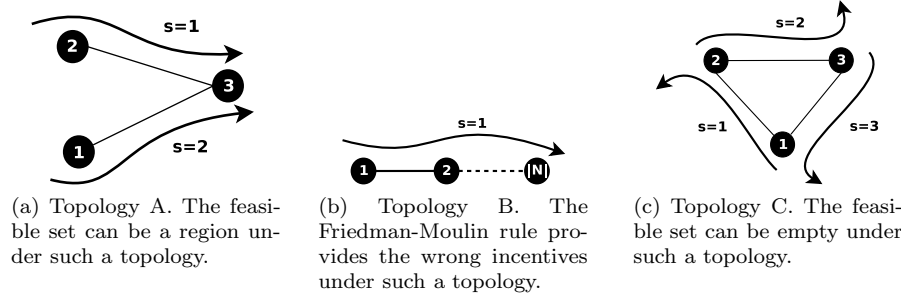 s=1
2
3
1
s=2
(a) Topology A. The feasi-
ble set can be a region un-
der such a topology.
s=1
1 2 |N|
(b) Topology B. The
Friedman-Moulin rule pro-
vides the wrong incentives
under such a topology.
s=2
2 3
s=1 s=3
1
(c) Topology C. The feasi-
ble set can be empty under
such a topology.